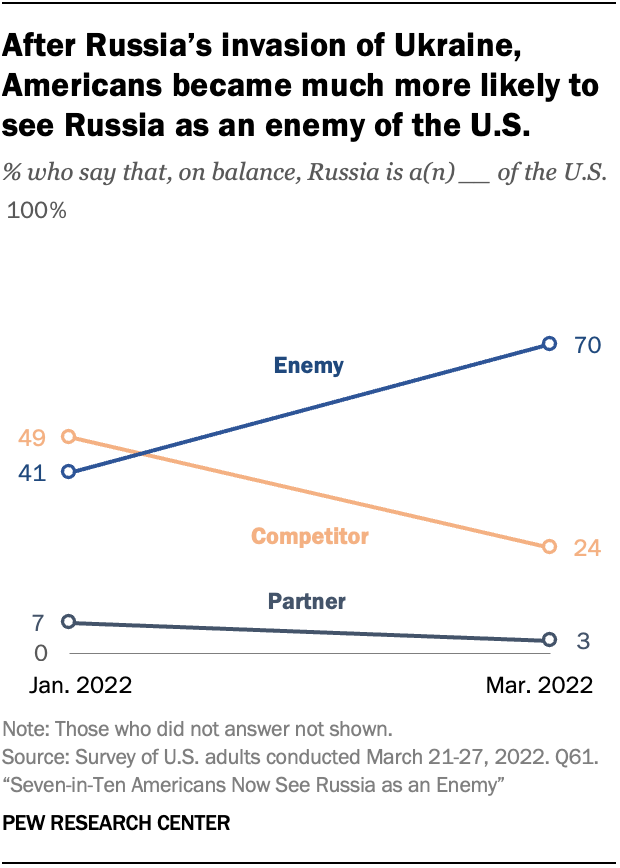 After Russia's invasion of Ukraine,
Americans became much more likely to
see Russia as an enemy of the U.S.
% who say that, on balance, Russia is a(n) __ of the U.S.
100%
70
Enemy
49
41
Competitor
24
Partner
7
3
0
Jan. 2022
Mar. 2022
Note: Those who did not answer not shown.
Source: Survey of U.S. adults conducted March 21-27, 2022. Q61.
“Seven-in-Ten Americans Now See Russia as an Enemy”
PEW RESEARCH CENTER